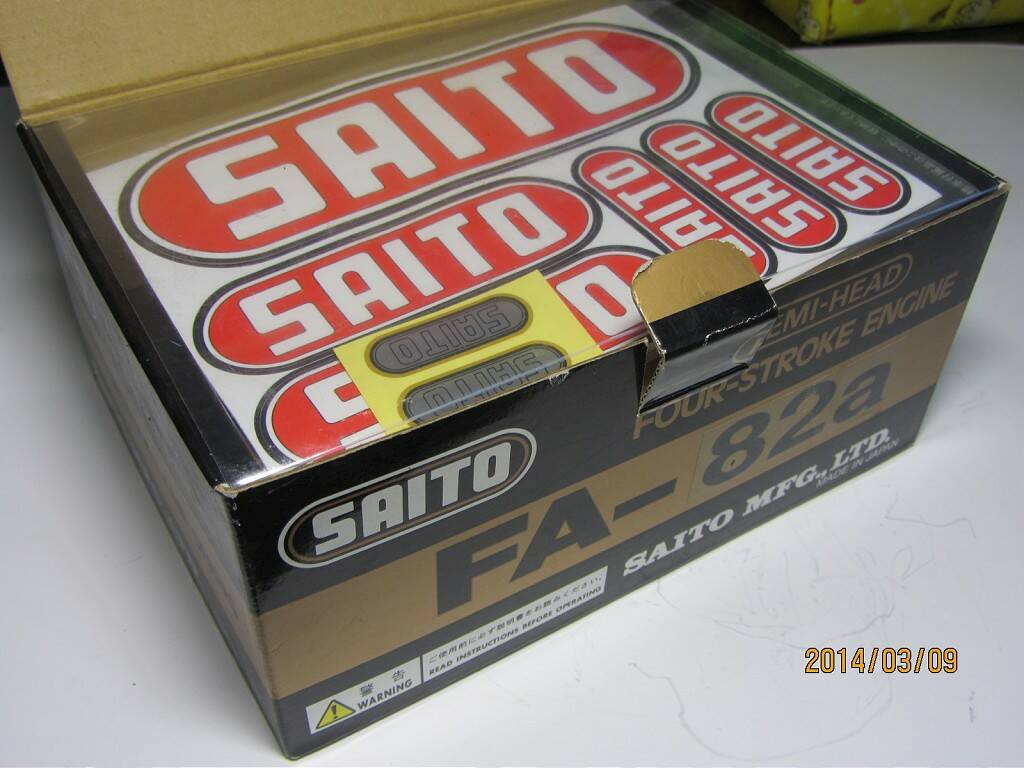 SAITO
SAITO
SAITO
SAITO
SAITO
SAITO
SAITO
SEMI-HEAD
FOUR-STROKE ENGINE
SAITO
FA-82a
SAITO MFG., LTD.
MADE IN JAPAN
警告
WARNING
ご使用前に必ず説明書をお読みください。
READ INSTRUCTIONS BEFORE OPERATING
2014/03/09